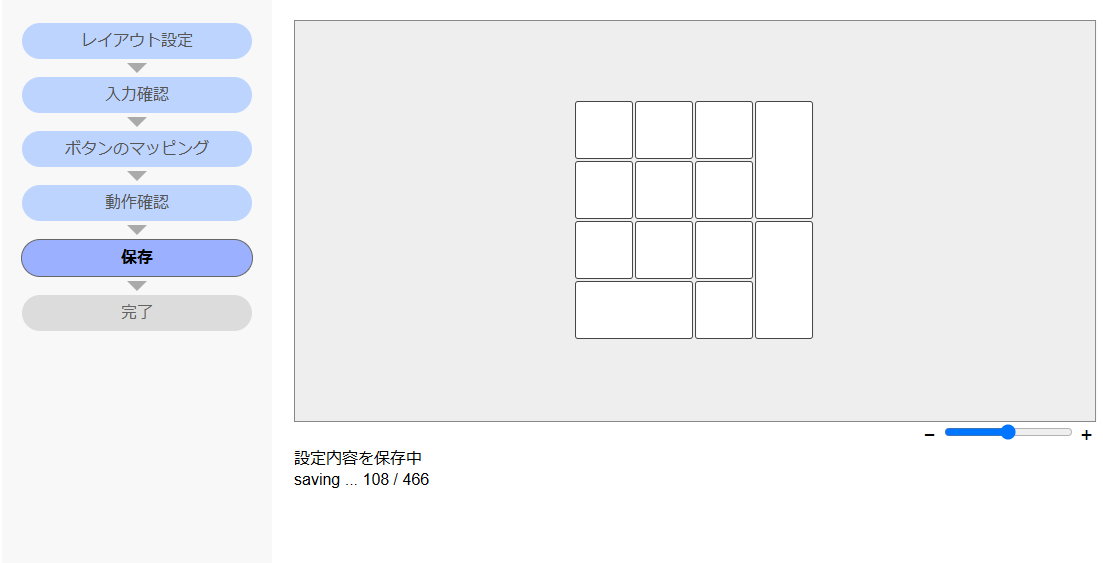 レイアウト設定
入力確認
ボタンのマッピング
動作確認
保存
完了
− +
設定内容を保存中
saving ... 108 / 466